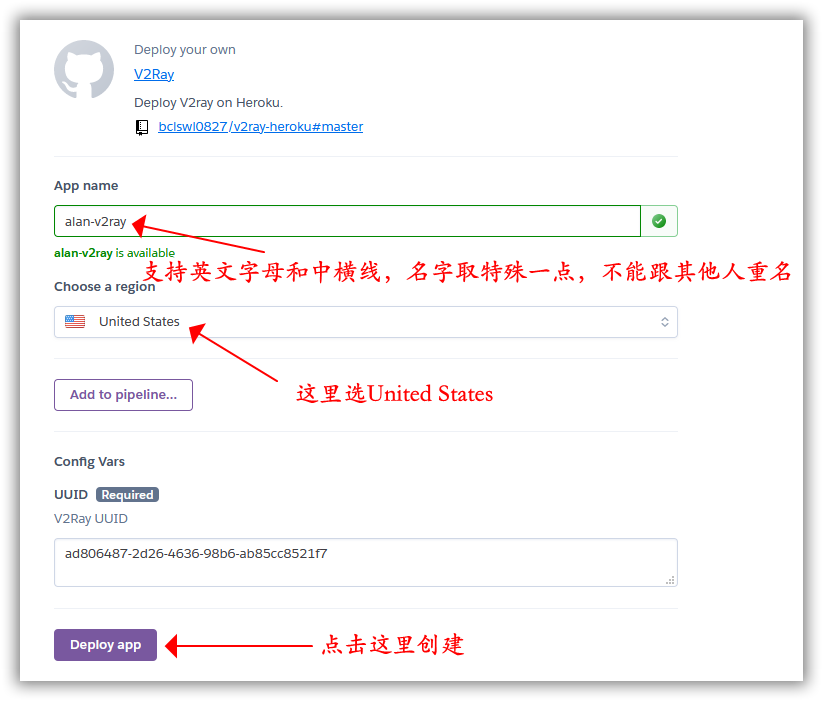 Deploy your own
V2Ray
Deploy V2ray on Heroku.
bclswl0827/v2ray-heroku#master
App name
alan-v2ray
alan-v2ray is available
支持英文字母和中横线，名字取特殊一点，不能跟其他人重名
Choose a region
United States
这里选United States
Add to pipeline...
Config Vars
UUID Required
V2Ray UUID
ad806487-2d26-4636-98b6-ab85cc8521f7
Deploy app
点击这里创建